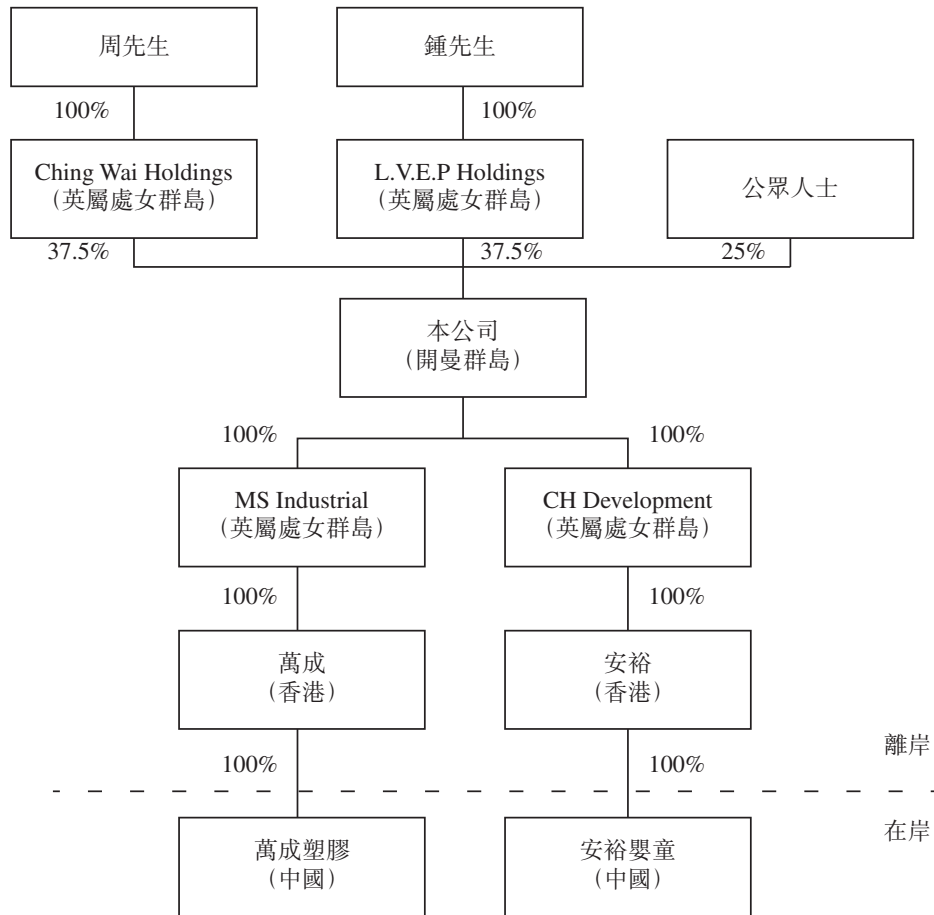 周先生
鍾先生
100%
100%
Ching Wai Holdings
(英屬處女群島)
L.V.E.P Holdings
(英屬處女群島)
公眾人士
37.5%
37.5%
25%
本公司
(開曼群島)
100%
100%
MS Industrial
(英屬處女群島)
CH Development
(英屬處女群島)
100%
100%
萬成
(香港)
安裕
(香港)
離岸
100%
100%
在岸
萬成塑膠
(中國)
安裕嬰童
(中國)